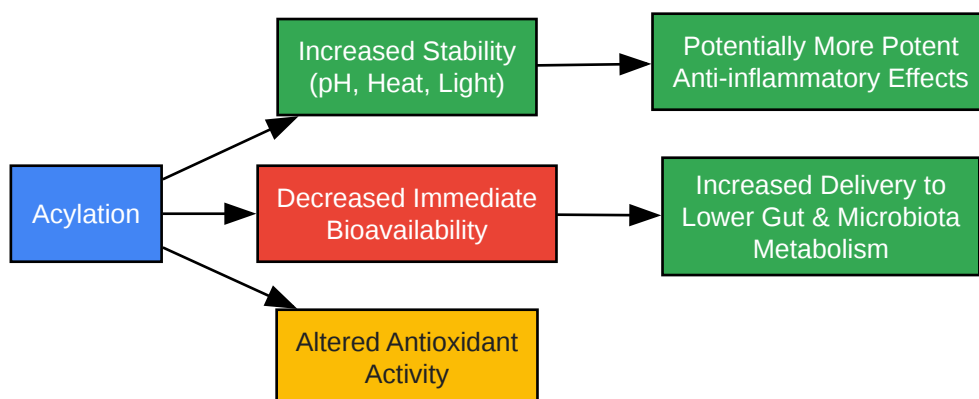 Increased Stability
(pH, Heat, Light)
Potentially More Potent
Anti-inflammatory Effects
Acylation
Decreased Immediate
Bioavailability
Increased Delivery to
Lower Gut & Microbiota
Metabolism
Altered Antioxidant
Activity